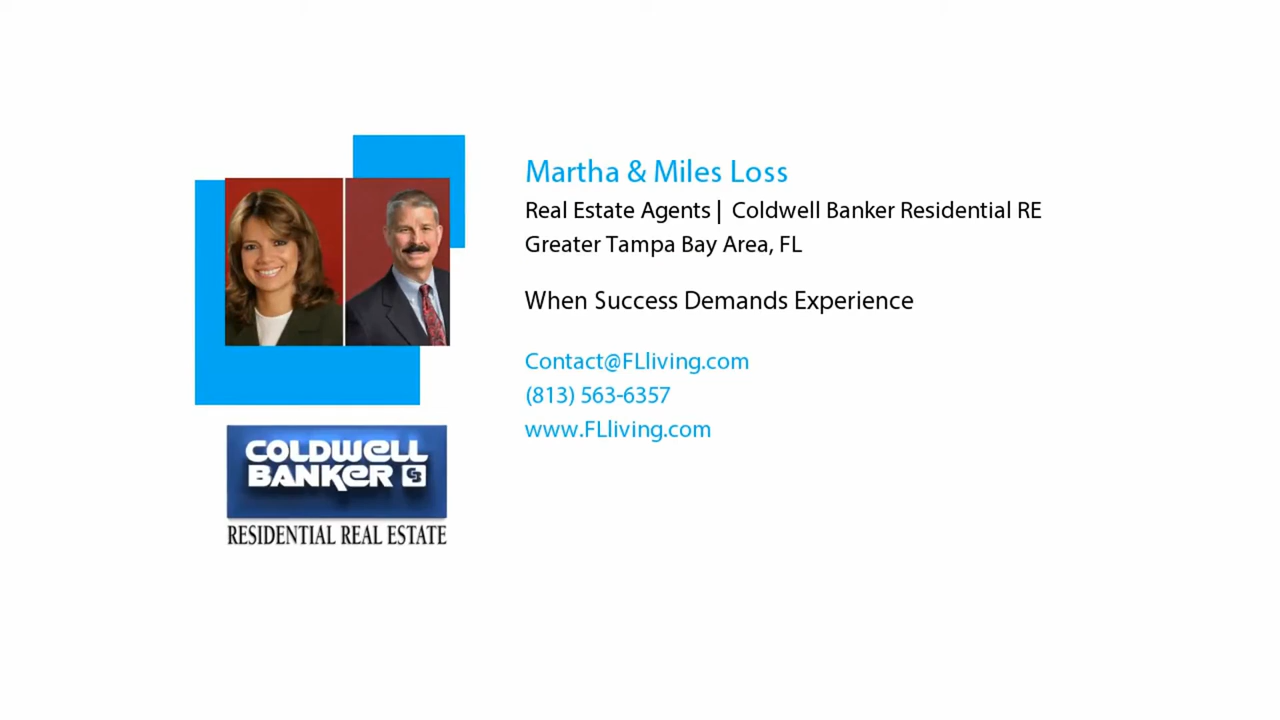 Martha & Miles Loss
Real Estate Agents | Coldwell Banker Residential RE
Greater Tampa Bay Area, FL
When Success Demands Experience
Contact@FLliving.com
(813) 563-6357
www.FLliving.com
COLDWELL
BANKER CB
RESIDENTIAL REAL ESTATE